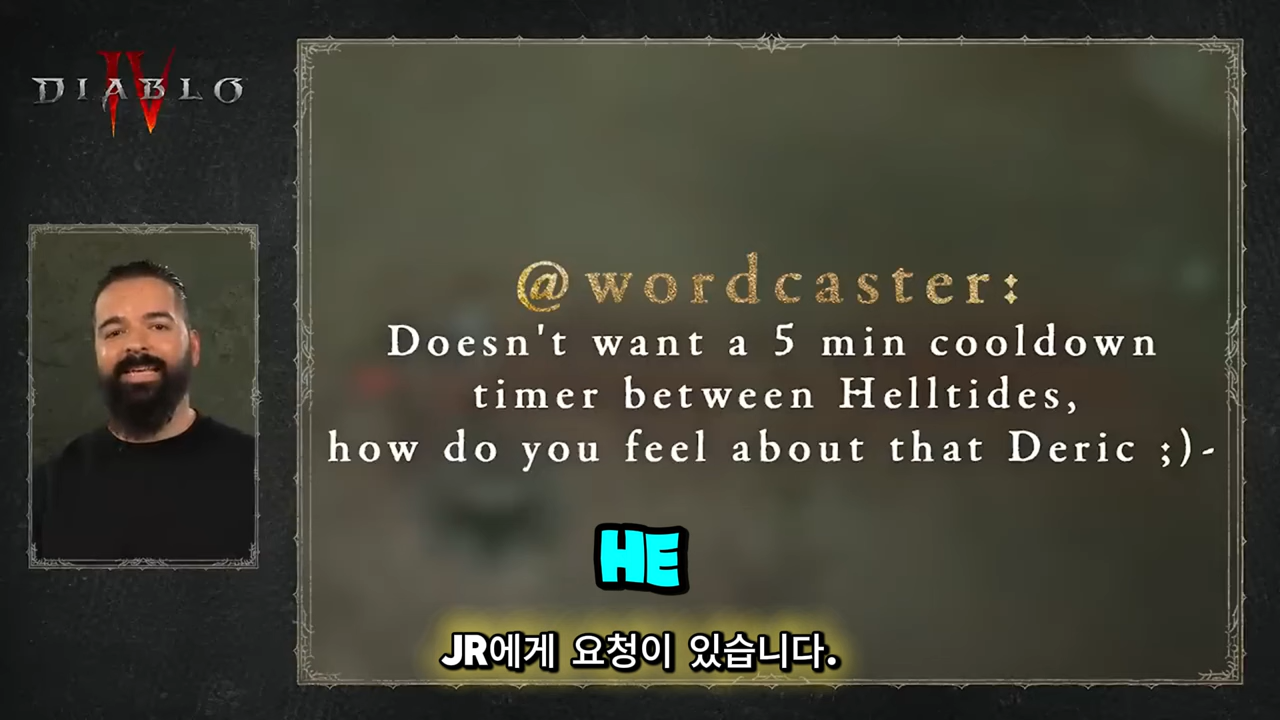 DIABLO
IV
@wordcaster:
Doesn't want a 5 min cooldown
timer between Helltides,
how do you feel about that Deric ;)-
HE
JR에게 요청이 있습니다.